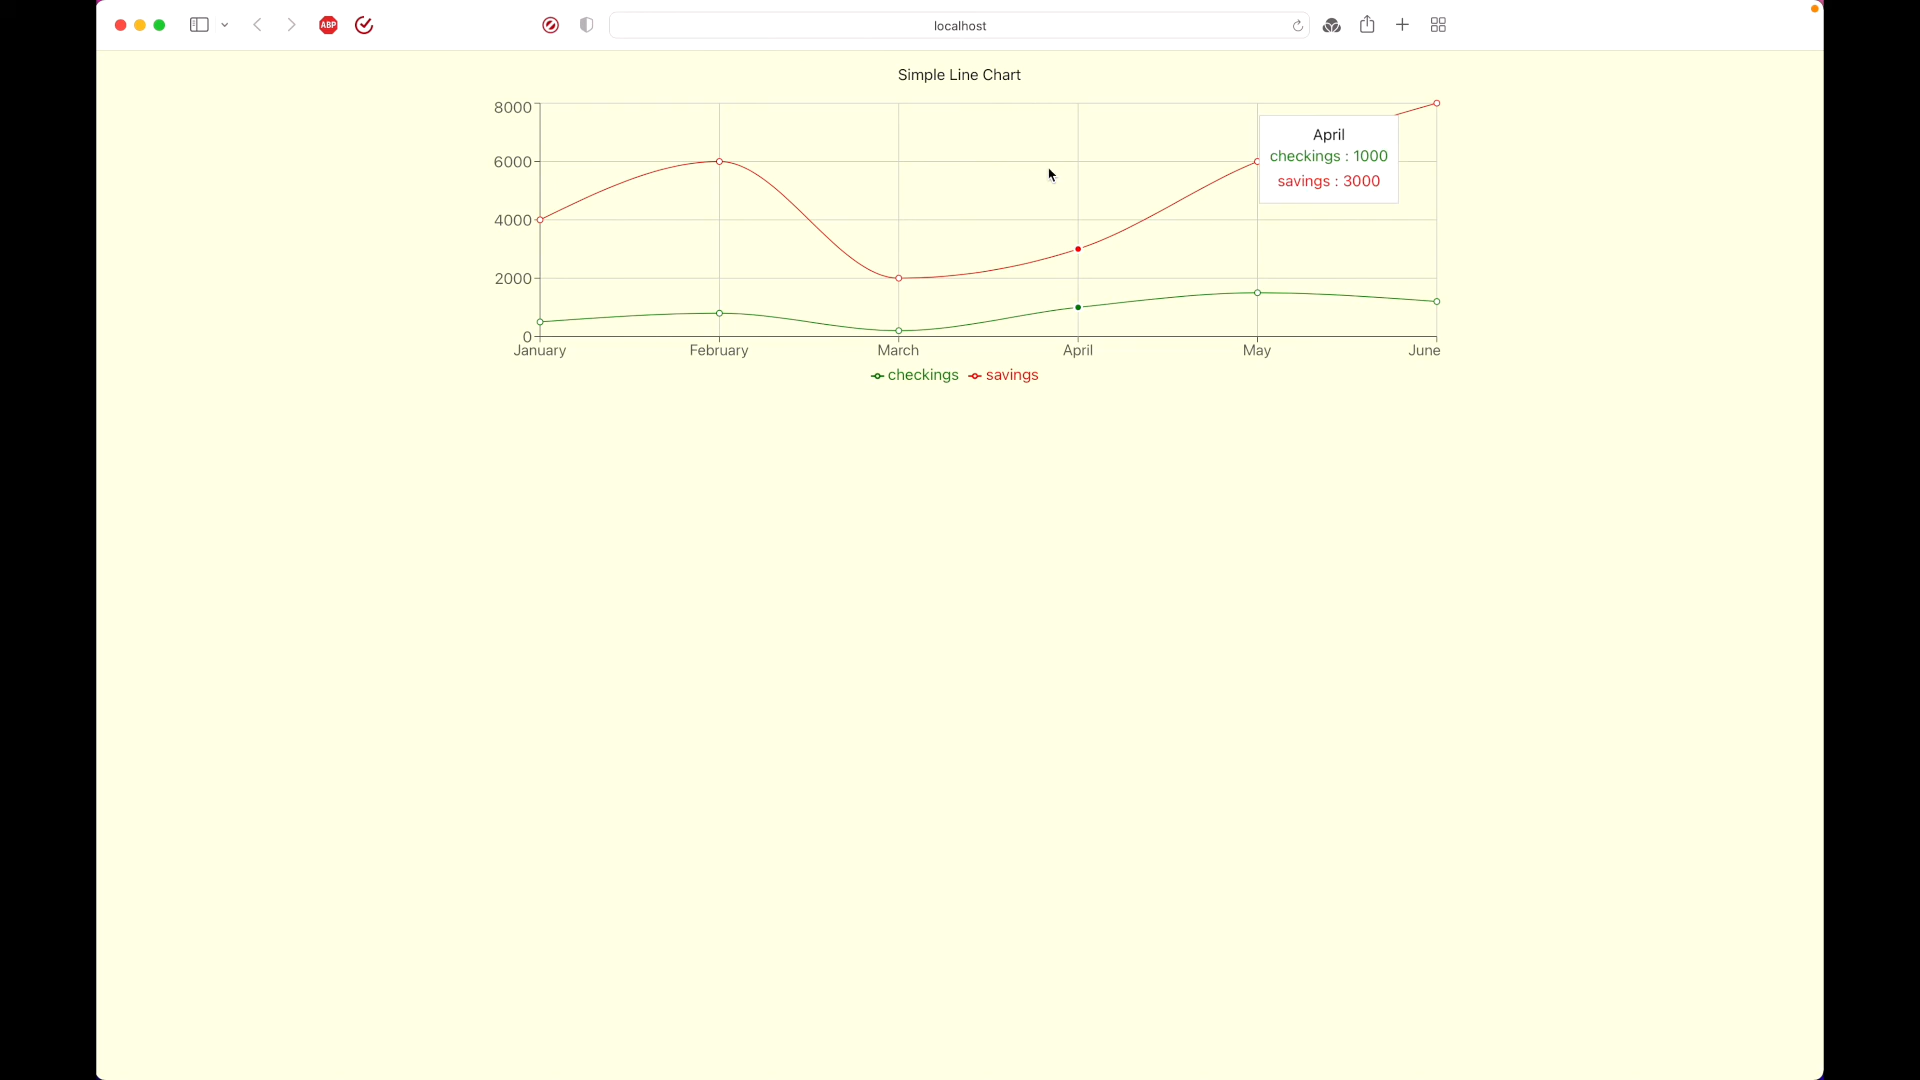 ABP
localhost
Simple Line Chart
8000
6000
4000
2000
0
April
checkings : 1000
savings : 3000
January February March April May June
checkings savings